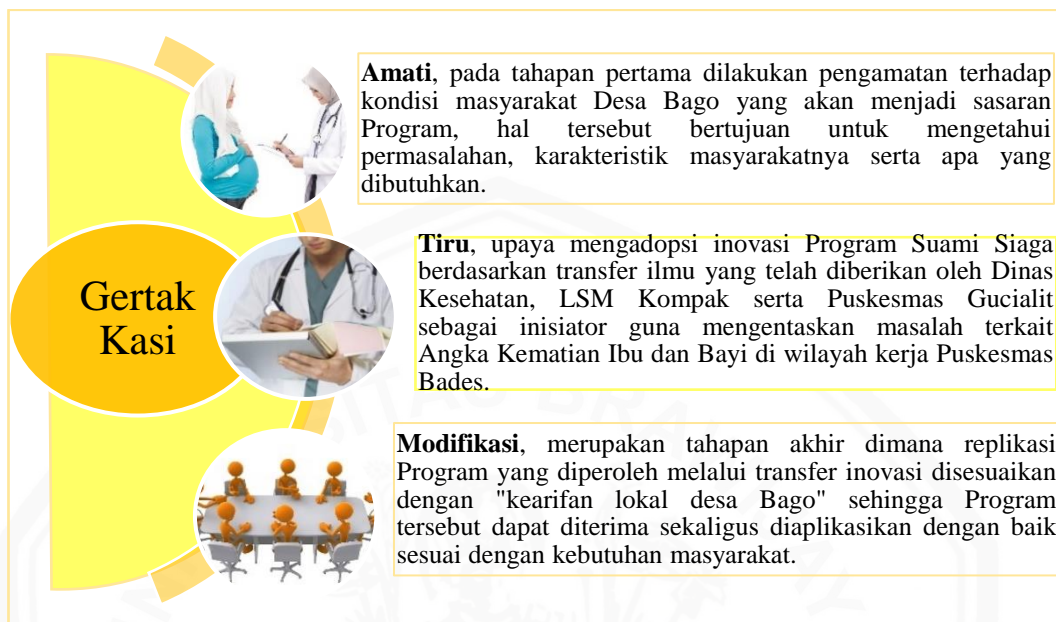 Gertak
Kasi
Amati, pada tahapan pertama dilakukan pengamatan terhadap
kondisi masyarakat Desa Bago yang akan menjadi sasaran
Program, hal tersebut bertujuan untuk mengetahui
permasalahan, karakteristik masyarakatnya serta apa yang
dibutuhkan.
Tiru, upaya mengadopsi inovasi Program Suami Siaga
berdasarkan transfer ilmu yang telah diberikan oleh Dinas
Kesehatan, LSM Kompak serta Puskesmas Gucialit
sebagai inisiator guna mengentaskan masalah terkait
Angka Kematian Ibu dan Bayi di wilayah kerja Puskesmas
Bades.
Modifikasi, merupakan tahapan akhir dimana replikasi
Program yang diperoleh melalui transfer inovasi disesuaikan
dengan "kearifan lokal desa Bago" sehingga Program
tersebut dapat diterima sekaligus diaplikasikan dengan baik
sesuai dengan kebutuhan masyarakat.